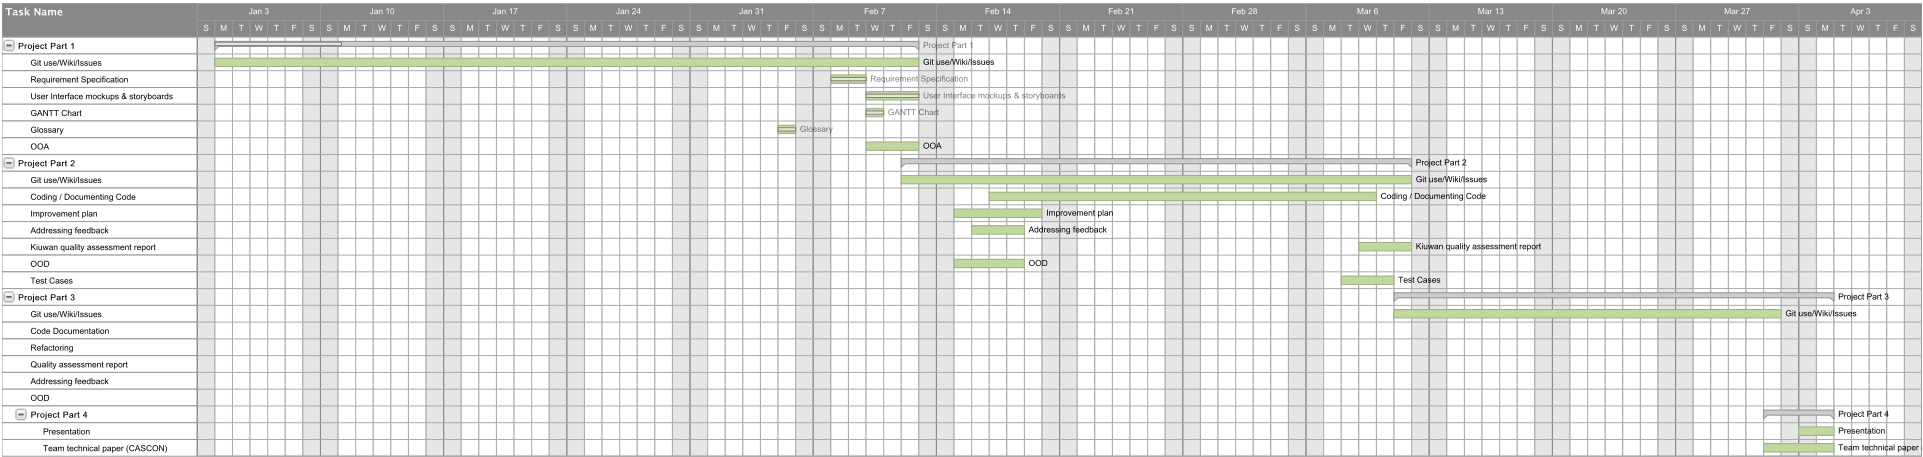 Task Name Jan 3 Jan 10 Jan 17 Jan 24 Jan 31 Feb 7 Feb 14 Feb 21 Feb 28 Mar 6 Mar 13 Mar 20 Mar 27 Apr 3
S M T W T F S S M T W T F S S M T W T F S S M T W T F S S M T W T F S S M T W T F S S M T W T F S S M T W T F S S M T W T F S S M T W T F S S M T W T F S S M T W T F S S M T W T F S S M T W T F S
Project Part 1 Project Part 1
Git use/Wiki/Issues Git use/Wiki/Issues
Requirement Specification Requirement Specification
User Interface mockups & storyboards User Interface mockups & storyboards
GANTT Chart GANTT Chart
Glossary Glossary
OOA OOA
Project Part 2 Project Part 2
Git use/Wiki/Issues Git use/Wiki/Issues
Coding / Documenting Code Coding / Documenting Code
Improvement plan Improvement plan
Addressing feedback Addressing feedback
Kiuwan quality assessment report Kiuwan quality assessment report
OOD OOD
Test Cases Test Cases
Project Part 3 Project Part 3
Git use/Wiki/Issues Git use/Wiki/Issues
Code Documentation
Refactoring
Quality assessment report
Addressing feedback
OOD
Project Part 4 Project Part 4
Presentation Presentation
Team technical paper (CASCON) Team technical paper